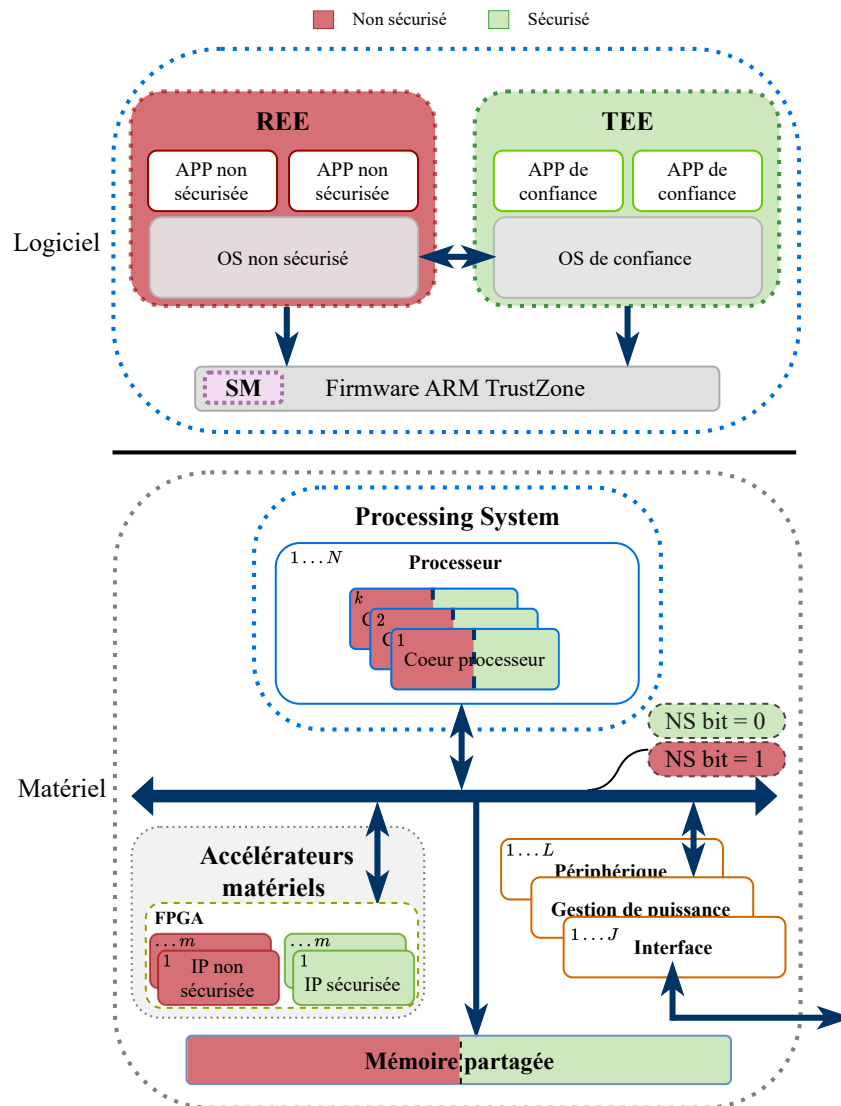 Non sécurisé
Sécurisé
REE
TEE
APP non
sécurisée
APP non
sécurisée
APP de
confiance
APP de
confiance
Logiciel
OS non sécurisé
OS de confiance
SM
Firmware ARM TrustZone
Processing System
1...N
Processeur
k
C
2
C
1
Coeur processeur
NS bit = 0
NS bit = 1
Matériel
Accélérateurs
matériels
FPGA
...m
1
IP non
sécurisée
...m
1
IP sécurisée
1...L
Périphérique
Gestion de puissance
1...J
Interface
Mémoire partagée